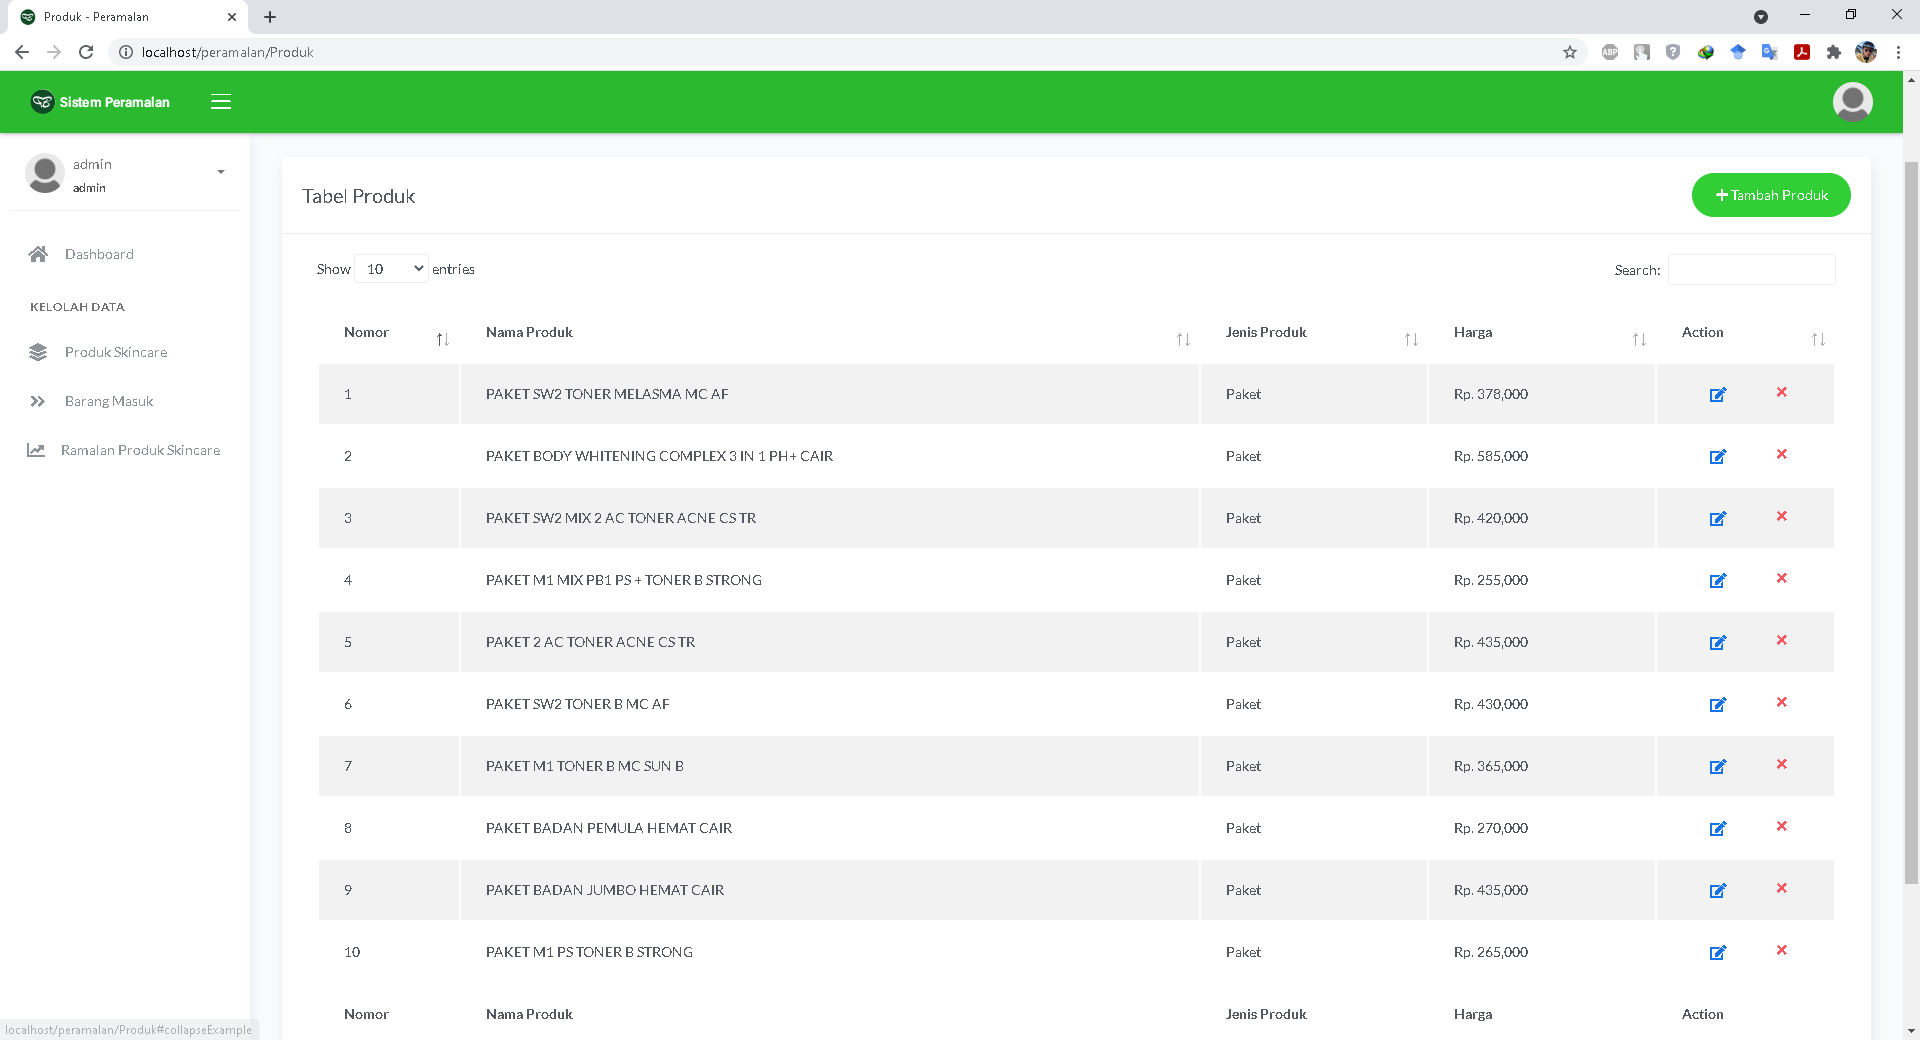 Produk - Peramalan
localhost/peramalan/Produk
ABP
Sistem Peramalan
admin
admin
Dashboard
KELOLAH DATA
Produk Skincare
Barang Masuk
Ramalan Produk Skincare
Tabel Produk
+ Tambah Produk
Show 10 entries
Search:
Nomor Nama Produk Jenis Produk Harga Action
1 PAKET SW2 TONER MELASMA MC AF Paket Rp. 378,000
2 PAKET BODY WHITENING COMPLEX 3 IN 1 PH+ CAIR Paket Rp. 585,000
3 PAKET SW2 MIX 2 AC TONER ACNE CS TR Paket Rp. 420,000
4 PAKET M1 MIX PB1 PS + TONER B STRONG Paket Rp. 255,000
5 PAKET 2 AC TONER ACNE CS TR Paket Rp. 435,000
6 PAKET SW2 TONER B MC AF Paket Rp. 430,000
7 PAKET M1 TONER B MC SUN B Paket Rp. 365,000
8 PAKET BADAN PEMULA HEMAT CAIR Paket Rp. 270,000
9 PAKET BADAN JUMBO HEMAT CAIR Paket Rp. 435,000
10 PAKET M1 PS TONER B STRONG Paket Rp. 265,000
Nomor Nama Produk Jenis Produk Harga Action
localhost/peramalan/Produk#collapseExample